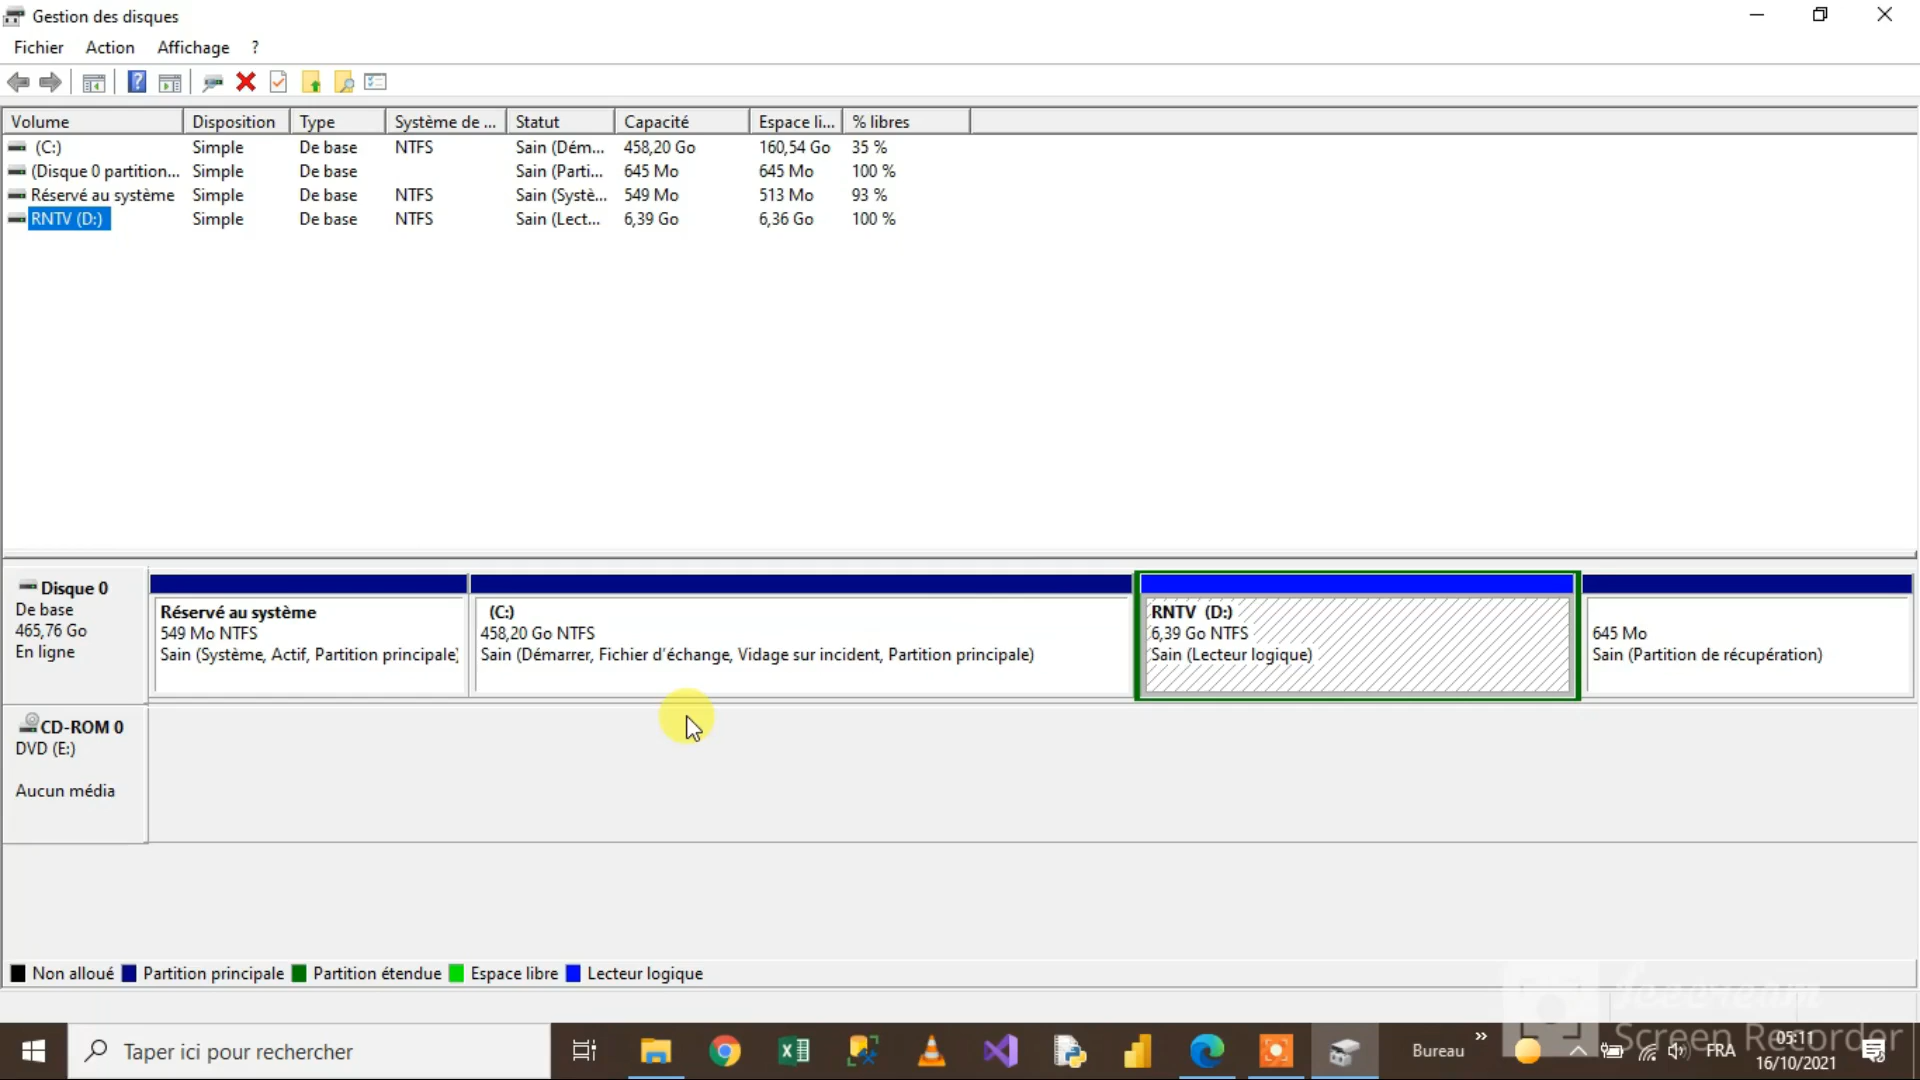 Gestion des disques
Fichier Action Affichage ?
Volume Disposition Type Système de ... Statut Capacité Espace li... % libres
(C:) Simple De base NTFS Sain (Dém... 458,20 Go 160,54 Go 35 %
(Disque 0 partition... Simple De base Sain (Parti... 645 Mo 645 Mo 100 %
Réservé au système Simple De base NTFS Sain (Systè... 549 Mo 513 Mo 93 %
RNTV (D:) Simple De base NTFS Sain (Lect... 6,39 Go 6,36 Go 100 %
Disque 0
De base
465,76 Go
En ligne
Réservé au système
549 Mo NTFS
Sain (Système, Actif, Partition principale)
(C:)
458,20 Go NTFS
Sain (Démarrer, Fichier d'échange, Vidage sur incident, Partition principale)
RNTV (D:)
6,39 Go NTFS
Sain (Lecteur logique)
645 Mo
Sain (Partition de récupération)
CD-ROM 0
DVD (E:)
Aucun média
Non alloué Partition principale Partition étendue Espace libre Lecteur logique
Icecream
Screen Recorder
Taper ici pour rechercher
Bureau
FRA
05:11
16/10/2021